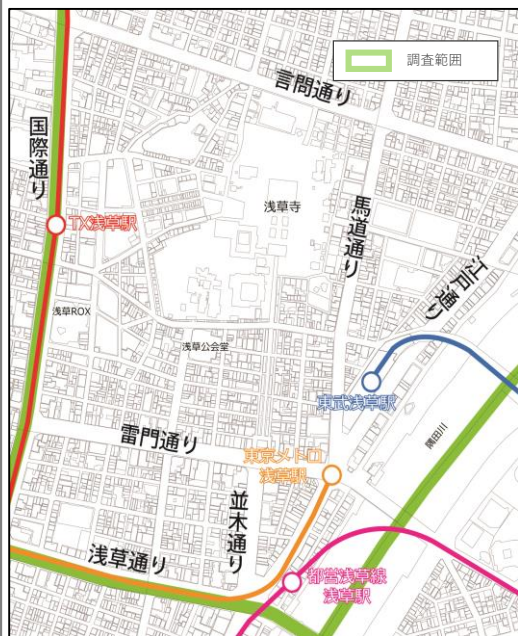 調査範囲
言問通り
国際通り
浅草寺
馬道通り
TX浅草駅
江戸通り
浅草ROX
浅草公会堂
東武浅草駅
隅田川
雷門通り
東京メトロ
浅草駅
並木通り
浅草通り
都営浅草線
浅草駅